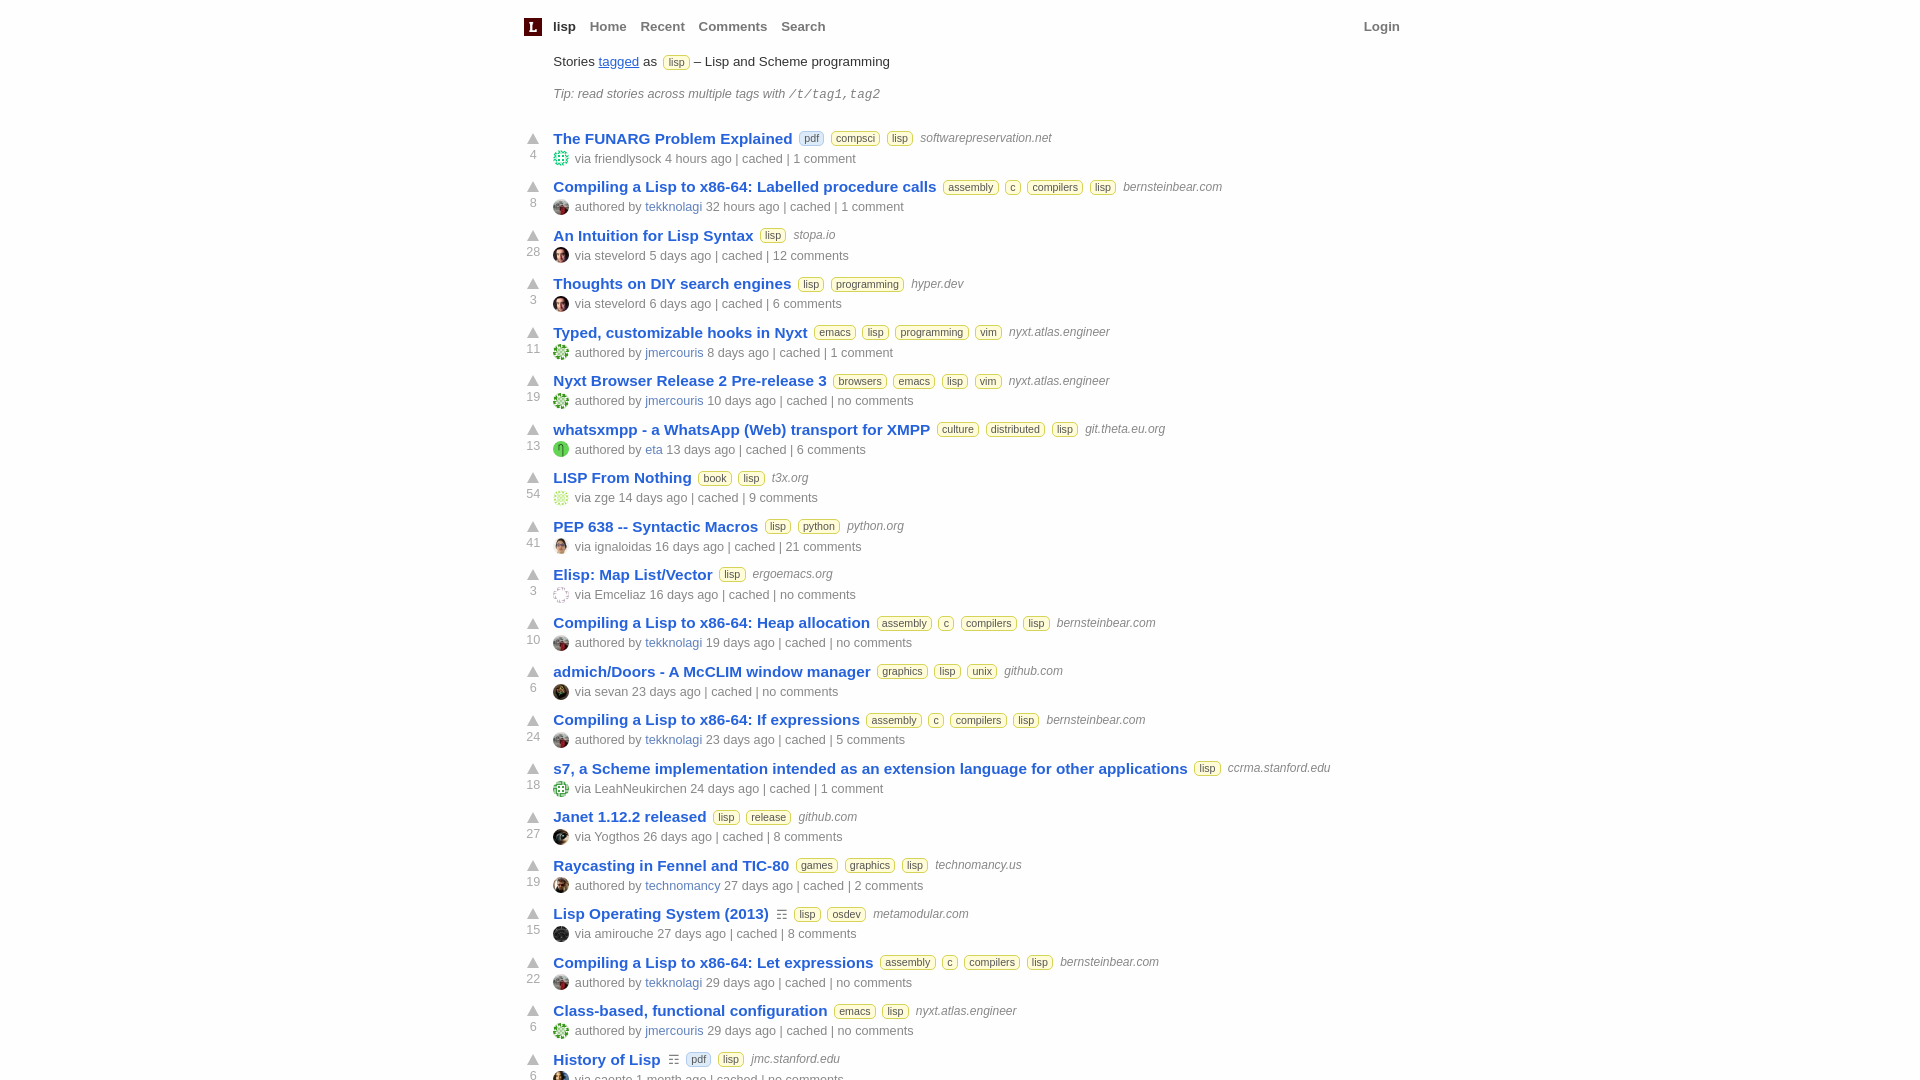 L lisp Home Recent Comments Search Login
Stories tagged as lisp – Lisp and Scheme programming
Tip: read stories across multiple tags with /t/tag1,tag2
The FUNARG Problem Explained pdf compsci lisp softwarepreservation.net
4 via friendlysock 4 hours ago | cached | 1 comment
Compiling a Lisp to x86-64: Labelled procedure calls assembly c compilers lisp bernsteinbear.com
8 authored by tekknolagi 32 hours ago | cached | 1 comment
An Intuition for Lisp Syntax lisp stopa.io
28 via stevelord 5 days ago | cached | 12 comments
Thoughts on DIY search engines lisp programming hyper.dev
3 via stevelord 6 days ago | cached | 6 comments
Typed, customizable hooks in Nyxt emacs lisp programming vim nyxt.atlas.engineer
11 authored by jmercouris 8 days ago | cached | 1 comment
Nyxt Browser Release 2 Pre-release 3 browsers emacs lisp vim nyxt.atlas.engineer
19 authored by jmercouris 10 days ago | cached | no comments
whatsxmpp - a WhatsApp (Web) transport for XMPP culture distributed lisp git.theta.eu.org
13 authored by eta 13 days ago | cached | 6 comments
LISP From Nothing book lisp t3x.org
54 via zge 14 days ago | cached | 9 comments
PEP 638 -- Syntactic Macros lisp python python.org
41 via ignaloidas 16 days ago | cached | 21 comments
Elisp: Map List/Vector lisp ergoemacs.org
3 via Emceliaz 16 days ago | cached | no comments
Compiling a Lisp to x86-64: Heap allocation assembly c compilers lisp bernsteinbear.com
10 authored by tekknolagi 19 days ago | cached | no comments
admich/Doors - A McCLIM window manager graphics lisp unix github.com
6 via sevan 23 days ago | cached | no comments
Compiling a Lisp to x86-64: If expressions assembly c compilers lisp bernsteinbear.com
24 authored by tekknolagi 23 days ago | cached | 5 comments
s7, a Scheme implementation intended as an extension language for other applications lisp ccrma.stanford.edu
18 via LeahNeukirchen 24 days ago | cached | 1 comment
Janet 1.12.2 released lisp release github.com
27 via Yogthos 26 days ago | cached | 8 comments
Raycasting in Fennel and TIC-80 games graphics lisp technomancy.us
19 authored by technomancy 27 days ago | cached | 2 comments
Lisp Operating System (2013) ☶ lisp osdev metamodular.com
15 via amirouche 27 days ago | cached | 8 comments
Compiling a Lisp to x86-64: Let expressions assembly c compilers lisp bernsteinbear.com
22 authored by tekknolagi 29 days ago | cached | no comments
Class-based, functional configuration emacs lisp nyxt.atlas.engineer
6 authored by jmercouris 29 days ago | cached | no comments
History of Lisp ☶ pdf lisp jmc.stanford.edu
6 via caente 1 month ago | cached | no comments